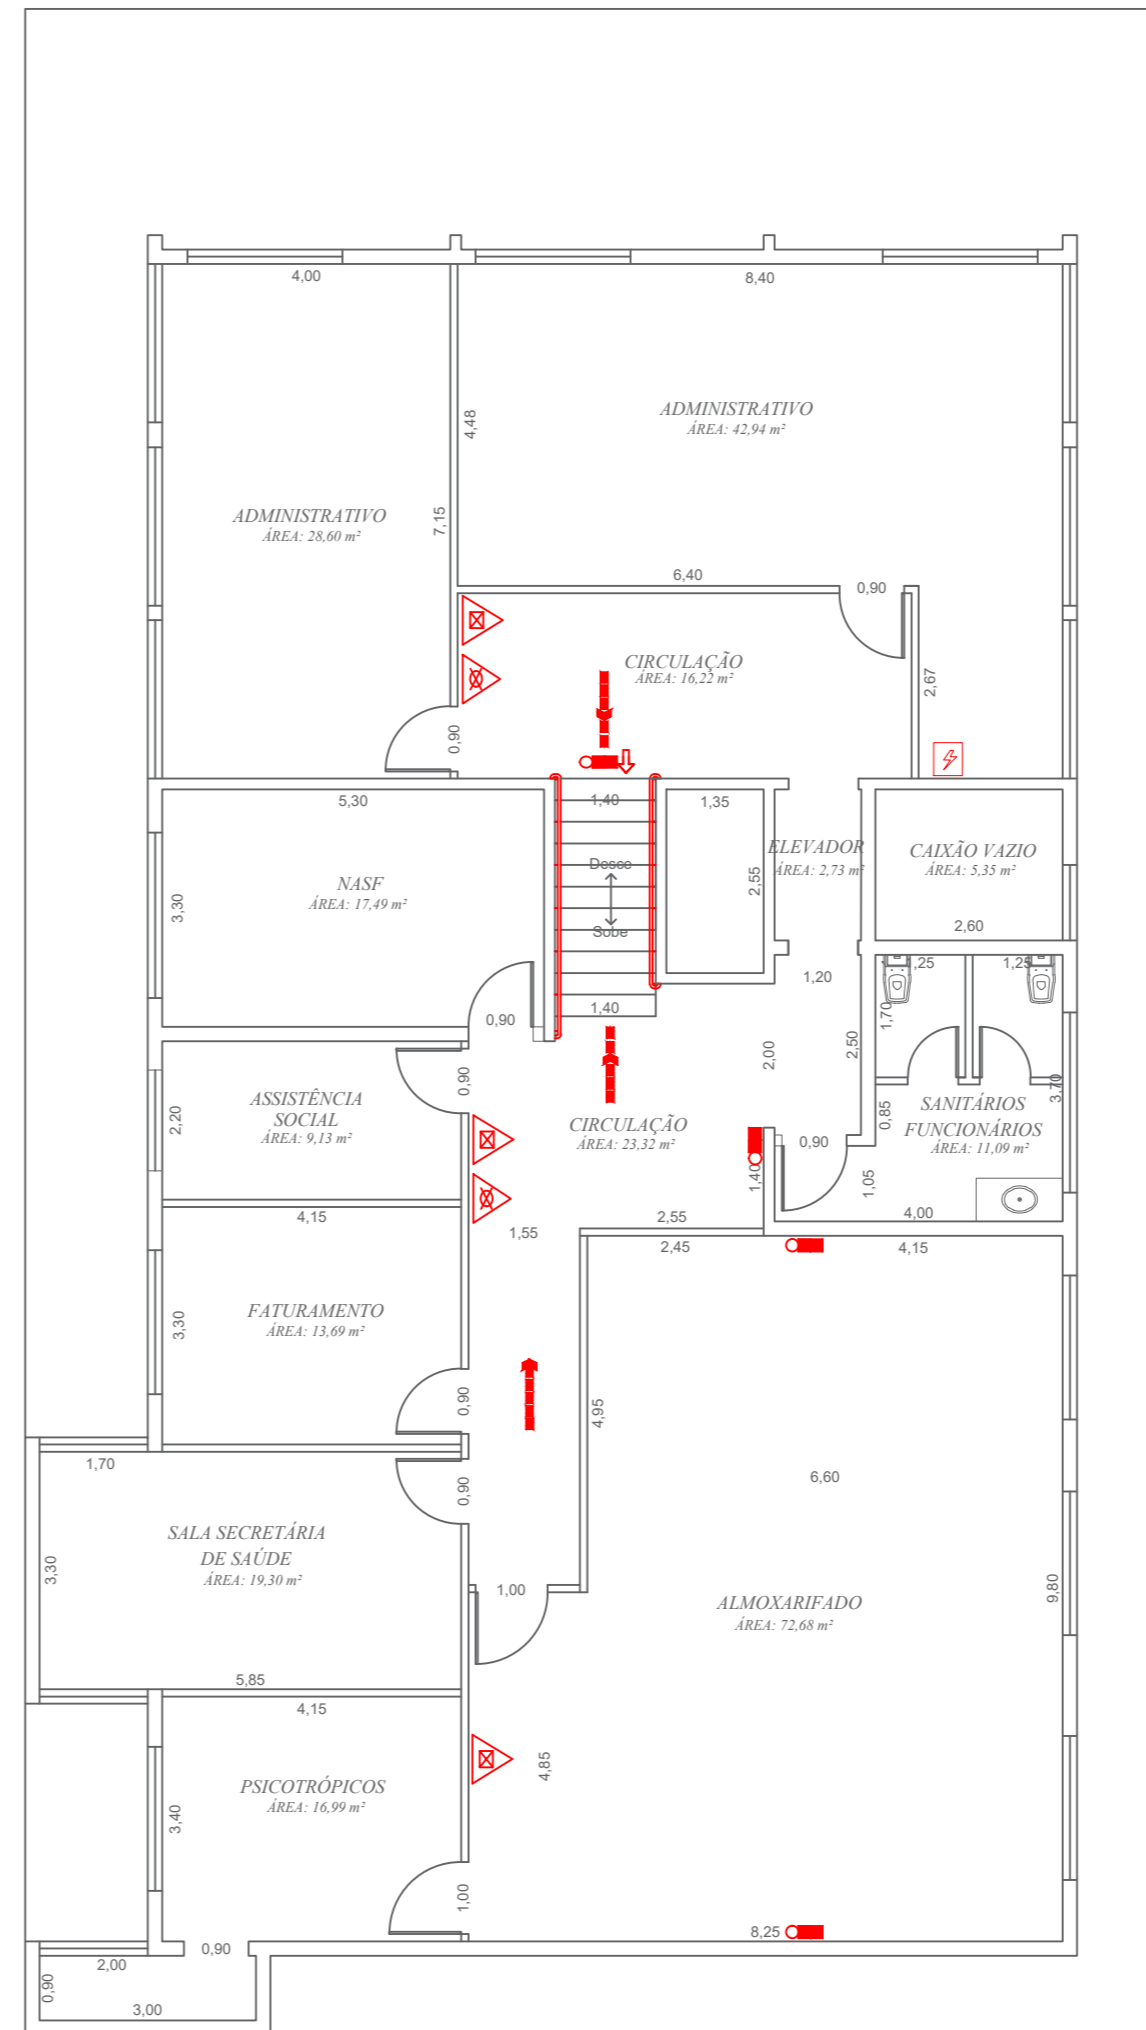 4,00
8,40
4,48
ADMINISTRATIVO
ÁREA: 42,94 m²
ADMINISTRATIVO
ÁREA: 28,60 m²
7,15
6,40
0,90
CIRCULAÇÃO
ÁREA: 16,22 m²
2,67
0,90
5,30
1,40
1,35
ELEVADOR
ÁREA: 2,73 m²
CAIXÃO VAZIO
ÁREA: 5,35 m²
Desce
2,55
NASF
ÁREA: 17,49 m²
3,30
Sobe
2,60
1,20
,25
1,25
1,40
0,90
1,70
2,00
2,50
0,90
3,70
ASSISTÊNCIA
SOCIAL
ÁREA: 9,13 m²
2,20
CIRCULAÇÃO
ÁREA: 23,32 m²
0,85
SANITÁRIOS
FUNCIONÁRIOS
ÁREA: 11,09 m²
0,90
1,40
1,05
4,15
1,55
2,55
4,00
2,45
4,15
FATURAMENTO
ÁREA: 13,69 m²
3,30
0,90
4,95
1,70
6,60
0,90
SALA SECRETÁRIA
DE SAÚDE
ÁREA: 19,30 m²
3,30
1,00
ALMOXARIFADO
ÁREA: 72,68 m²
9,80
5,85
4,15
4,85
PSICOTRÓPICOS
ÁREA: 16,99 m²
3,40
1,00
8,25
0,90
2,00
0,90
3,00